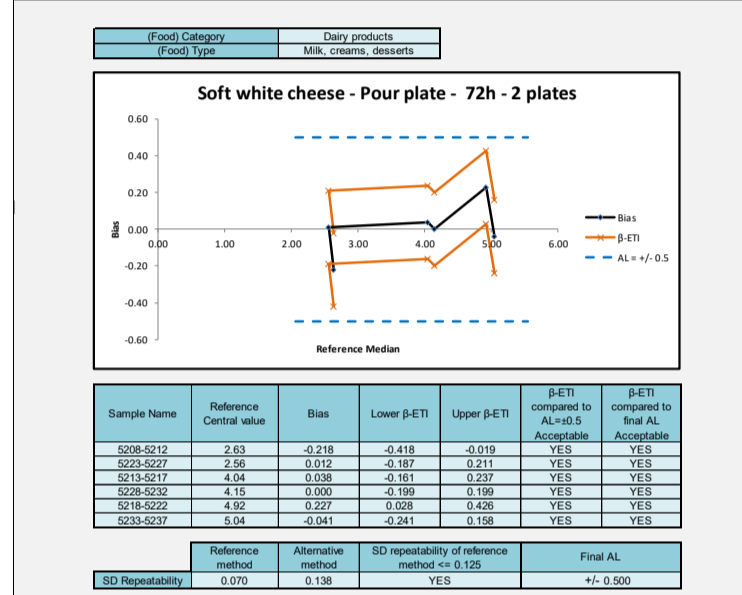 (Food) Category Dairy products
(Food) Type Milk, creams, desserts
Soft white cheese - Pour plate - 72h - 2 plates
0.60
0.40
0.20
0.00
-0.20
-0.40
-0.60
Bias
0.00 1.00 2.00 3.00 4.00 5.00 6.00
Reference Median
Bias
β-ETI
AL = +/- 0.5
Sample Name Reference Central value Bias Lower β-ETI Upper β-ETI β-ETI compared to AL=±0.5 Acceptable β-ETI compared to final AL Acceptable
5208-5212 2.63 -0.218 -0.418 -0.019 YES YES
5223-5227 2.56 0.012 -0.187 0.211 YES YES
5213-5217 4.04 0.038 -0.161 0.237 YES YES
5228-5232 4.15 0.000 -0.199 0.199 YES YES
5218-5222 4.92 0.227 0.028 0.426 YES YES
5233-5237 5.04 -0.041 -0.241 0.158 YES YES
Reference method Alternative method SD repeatability of reference method <= 0.125 Final AL
SD Repeatability 0.070 0.138 YES +/- 0.500